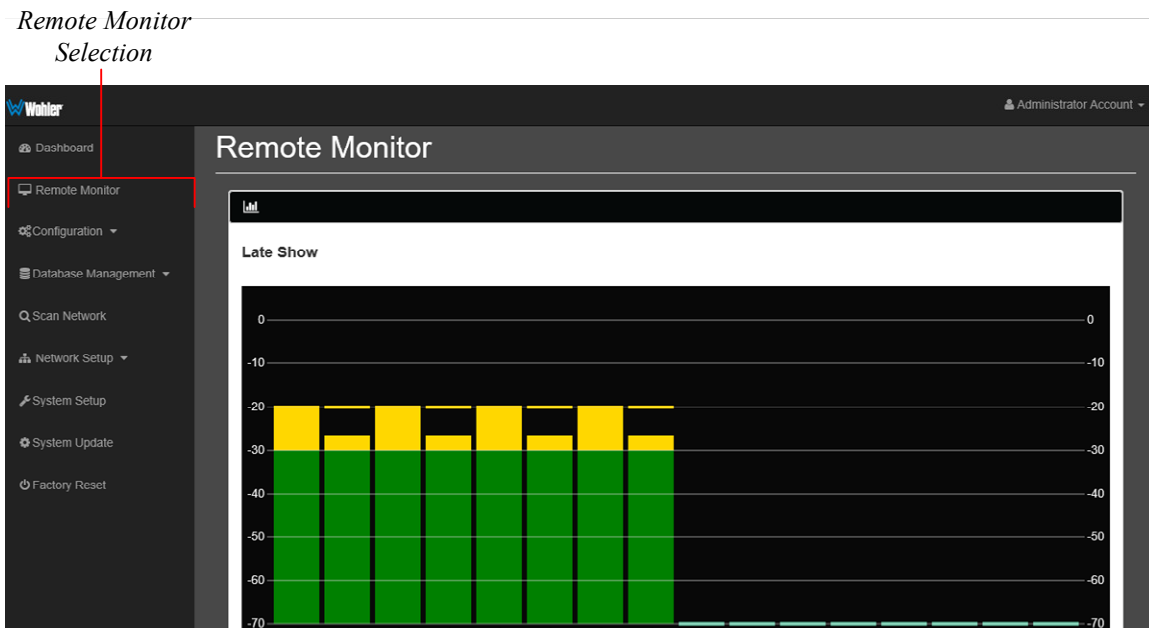 Remote Monitor
Selection
Wohler
Administrator Account
Dashboard
Remote Monitor
Configuration
Database Management
Scan Network
Network Setup
System Setup
System Update
Factory Reset
Remote Monitor
Late Show
0 0
-10 -10
-20 -20
-30 -30
-40 -40
-50 -50
-60 -60
-70 -70